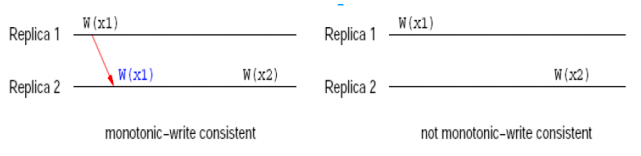 W(x1)
Replica 1
W(x1)
W(x2)
Replica 2
monotonic-write consistent
W(x1)
Replica 1
W(x2)
Replica 2
not monotonic-write consistent